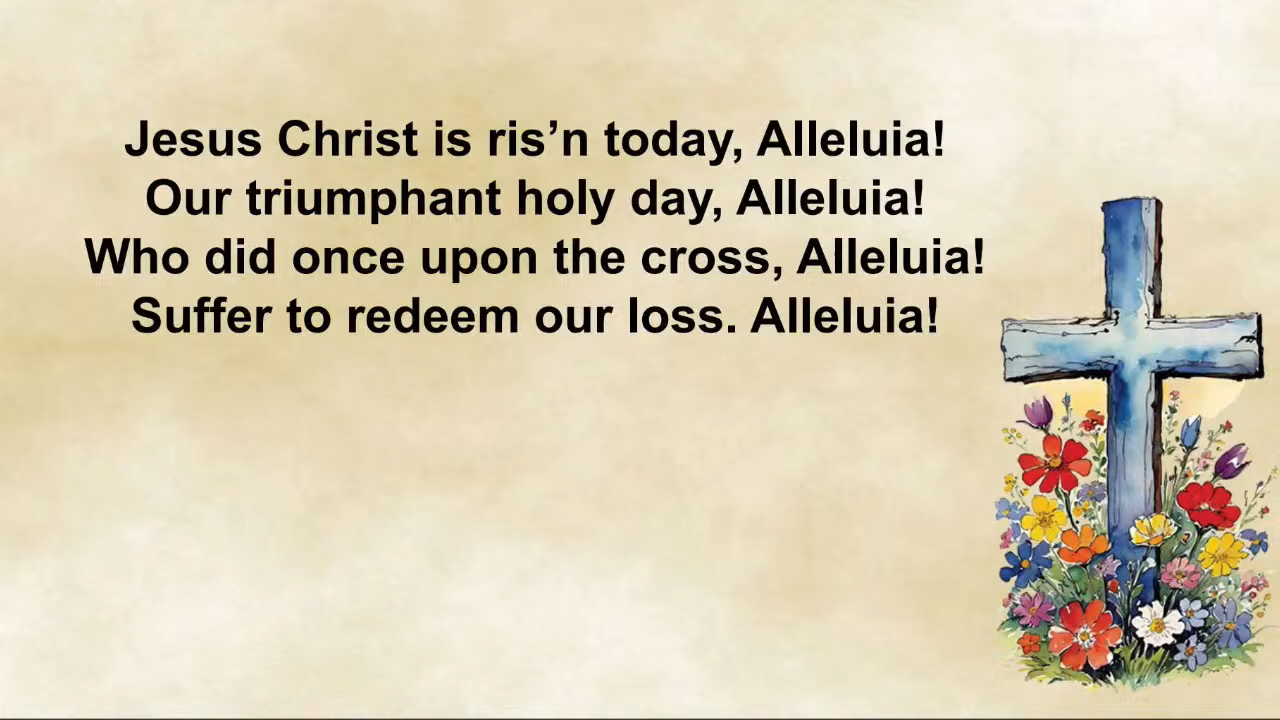 Jesus Christ is ris’n today, Alleluia!
Our triumphant holy day, Alleluia!
Who did once upon the cross, Alleluia!
Suffer to redeem our loss. Alleluia!